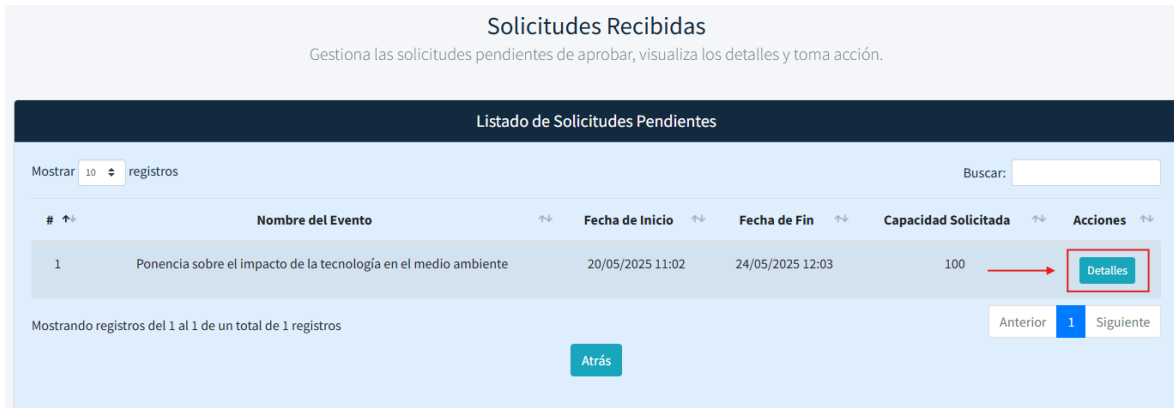 Solicitudes Recibidas
Gestiona las solicitudes pendientes de aprobar, visualiza los detalles y toma acción.
Listado de Solicitudes Pendientes
Mostrar 10 registros Buscar:
# Nombre del Evento Fecha de Inicio Fecha de Fin Capacidad Solicitada Acciones
1 Ponencia sobre el impacto de la tecnología en el medio ambiente 20/05/2025 11:02 24/05/2025 12:03 100 Detalles
Mostrando registros del 1 al 1 de un total de 1 registros Anterior 1 Siguiente
Atrás